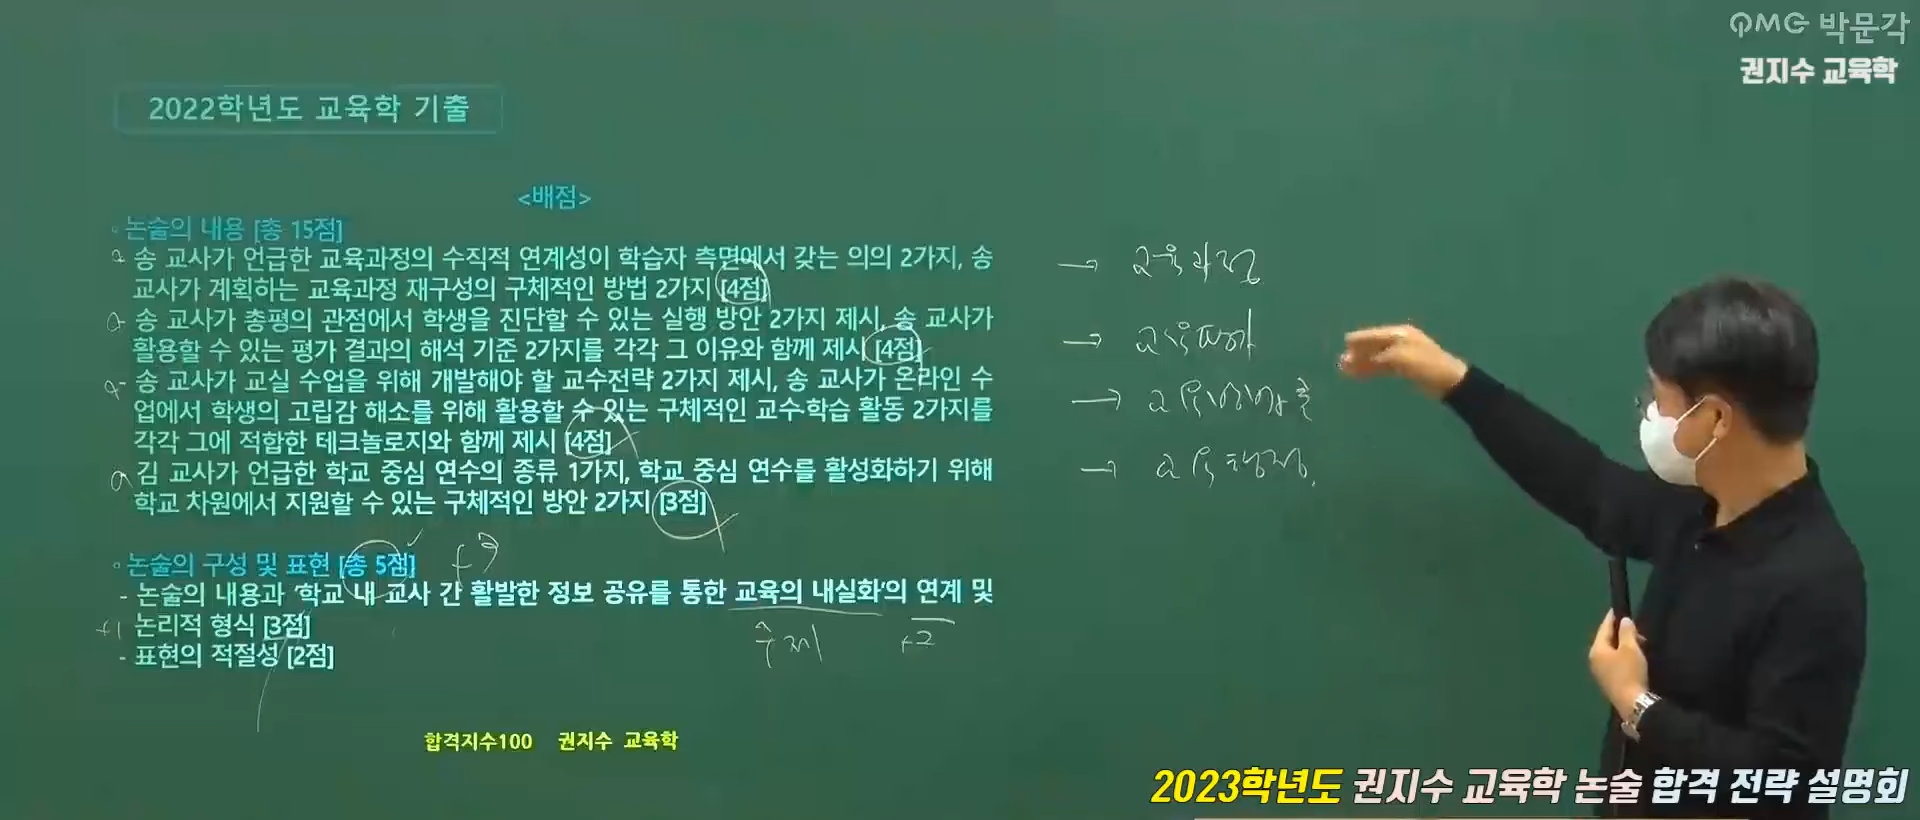 PMG 박문각
권지수 교육학
2022학년도 교육학 기출
<배점>
◦ 논술의 내용 [총 15점]
- 송 교사가 언급한 교육과정의 수직적 연계성이 학습자 측면에서 갖는 의의 2가지, 송
교사가 계획하는 교육과정 재구성의 구체적인 방법 2가지 [4점]
- 송 교사가 총평의 관점에서 학생을 진단할 수 있는 실행 방안 2가지 제시, 송 교사가
활용할 수 있는 평가 결과의 해석 기준 2가지를 각각 그 이유와 함께 제시 [4점]
- 송 교사가 교실 수업을 위해 개발해야 할 교수전략 2가지 제시, 송 교사가 온라인 수
업에서 학생의 고립감 해소를 위해 활용할 수 있는 구체적인 교수·학습 활동 2가지를
각각 그에 적합한 테크놀로지와 함께 제시 [4점]
김 교사가 언급한 학교 중심 연수의 종류 1가지, 학교 중심 연수를 활성화하기 위해
학교 차원에서 지원할 수 있는 구체적인 방안 2가지 [3점]
→ 교육과정
→ 교육평가
→ 교육방법
→ 교육행정
◦ 논술의 구성 및 표현 [총 5점]
- 논술의 내용과 '학교 내 교사 간 활발한 정보 공유를 통한 교육의 내실화'의 연계 및
+1 논리적 형식 [3점]
주제 +2
- 표현의 적절성 [2점]
합격지수100 권지수 교육학
2023학년도 권지수 교육학 논술 합격 전략 설명회